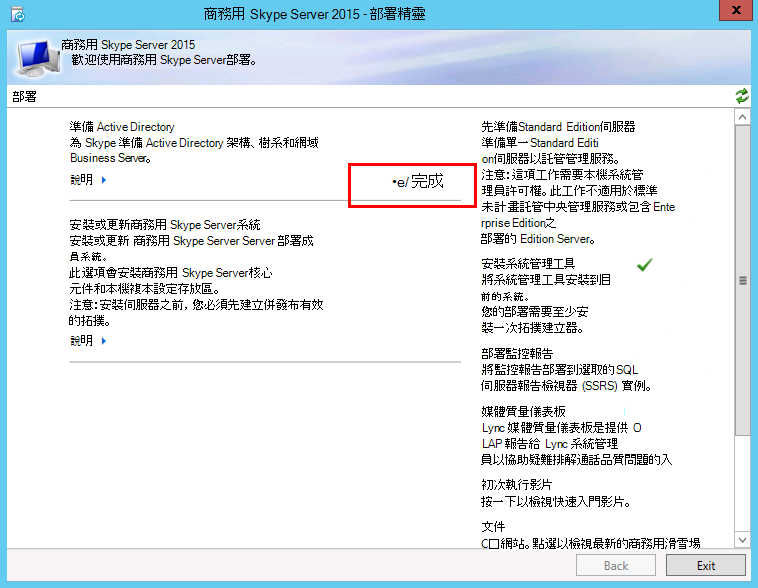 商務用 Skype Server 2015 - 部署精靈
x
商務用 Skype Server 2015
歡迎使用商務用 Skype Server部署。
部署
準備 Active Directory
為 Skype 準備 Active Directory 架構、樹系和網域
Business Server。
說明
•e/ 完成
安裝或更新商務用 Skype Server系統
安裝或更新 商務用 Skype Server Server 部署成
員系統。
此選項會安裝商務用 Skype Server核心
元件和本機複本設定存放區。
注意：安裝伺服器之前，您必須先建立併發布有效
的拓撲。
說明
先準備Standard Edition伺服器
準備單一Standard Editi
on伺服器以託管管理服務。
注意：這項工作需要本機系統管
理員許可權。此工作不適用於標準
未計畫託管中央管理服務或包含 Ente
rprise Edition之
部署的 Edition Server。
安裝系統管理工具
將系統管理工具安裝到目
前的系統。
您的部署需要至少安
裝一次拓撲建立器。
部署監控報告
將監控報告部署到選取的SQL
伺服器報告檢視器 (SSRS) 實例。
媒體質量儀表板
Lync 媒體質量儀表板是提供 O
LAP 報告給 Lync 系統管理
員以協助疑難排解通話品質問題的入
初次執行影片
按一下以檢視快速入門影片。
文件
C囗網站。點選以檢視最新的商務用滑雪場
Back
Exit